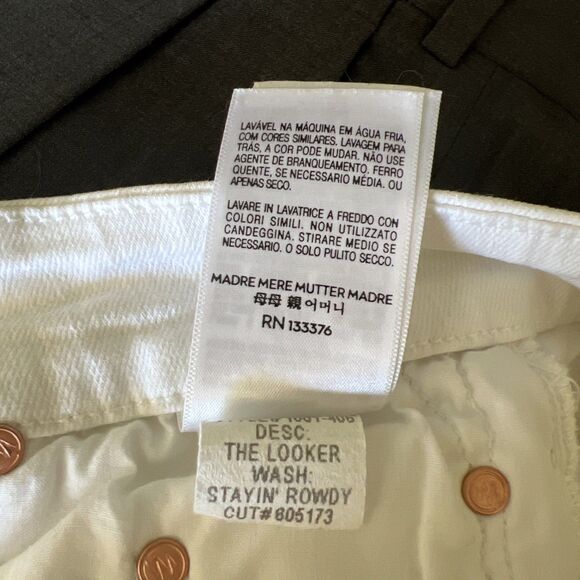 LAVÁVEL NA MÁQUINA EM ÁGUA FRIA,
COM CORES SIMILARES. LAVAGEM PARA
TRÁS, A COR PODE MUDAR. NÃO USE
AGENTE DE BRANQUEAMENTO. FERRO
QUENTE, SE NECESSÁRIO MÉDIA. OU
APENAS SECO.
LAVARE IN LAVATRICE A FREDDO CON
COLORI SIMILI. NON UTILIZZATO
CANDEGGINA. STIRARE MEDIO SE
NECESSARIO. O SOLO PULITO SECCO.
MADRE MERE MUTTER MADRE
母母 親 어머니
RN 133376
DESC:
THE LOOKER
WASH:
STAYIN' ROWDY
CUT# 605173